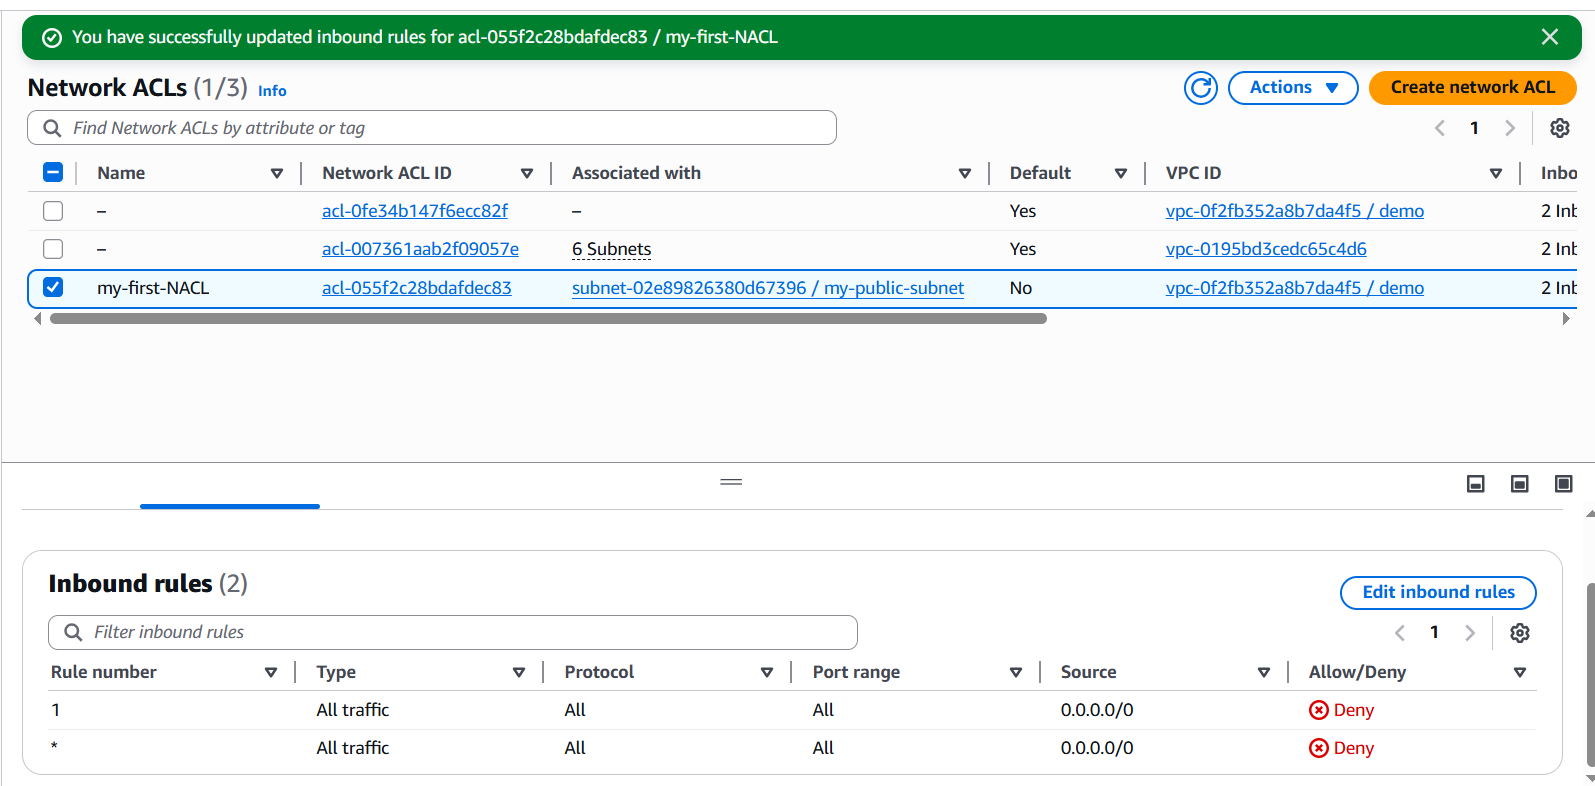 You have successfully updated inbound rules for acl-055f2c28bdafdec83 / my-first-NACL
Network ACLs (1/3) Info
Actions
Create network ACL
Find Network ACLs by attribute or tag
1
Name Network ACL ID Associated with Default VPC ID Inbo
– acl-0fe34b147f6ecc82f – Yes vpc-0f2fb352a8b7da4f5 / demo 2 Inb
– acl-007361aab2f09057e 6 Subnets Yes vpc-0195bd3cedc65c4d6 2 Inb
my-first-NACL acl-055f2c28bdafdec83 subnet-02e89826380d67396 / my-public-subnet No vpc-0f2fb352a8b7da4f5 / demo 2 Inb
Inbound rules (2)
Edit inbound rules
Filter inbound rules
1
Rule number Type Protocol Port range Source Allow/Deny
1 All traffic All All 0.0.0.0/0 Deny
* All traffic All All 0.0.0.0/0 Deny